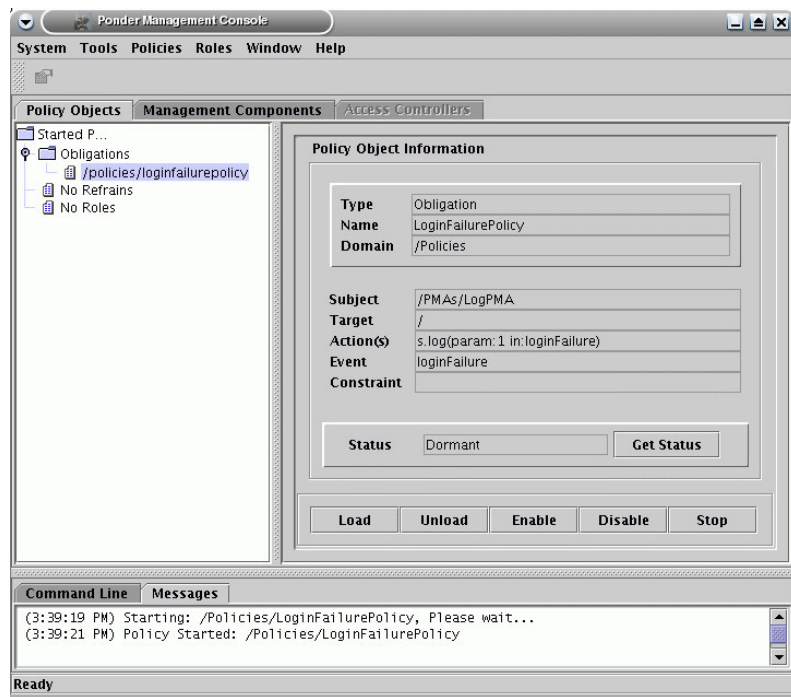 Ponder Management Console
System Tools Policies Roles Window Help
Policy Objects Management Components Access Controllers
Started P...
Obligations
/policies/loginfailurepolicy
No Refrains
No Roles
Policy Object Information
Type Obligation
Name LoginFailurePolicy
Domain /Policies
Subject /PMAs/LogPMA
Target /
Action(s) s.log(param:1 in:loginFailure)
Event loginFailure
Constraint
Status Dormant Get Status
Load Unload Enable Disable Stop
Command Line Messages
(3:39:19 PM) Starting: /Policies/LoginFailurePolicy, Please wait...
(3:39:21 PM) Policy Started: /Policies/LoginFailurePolicy
Ready